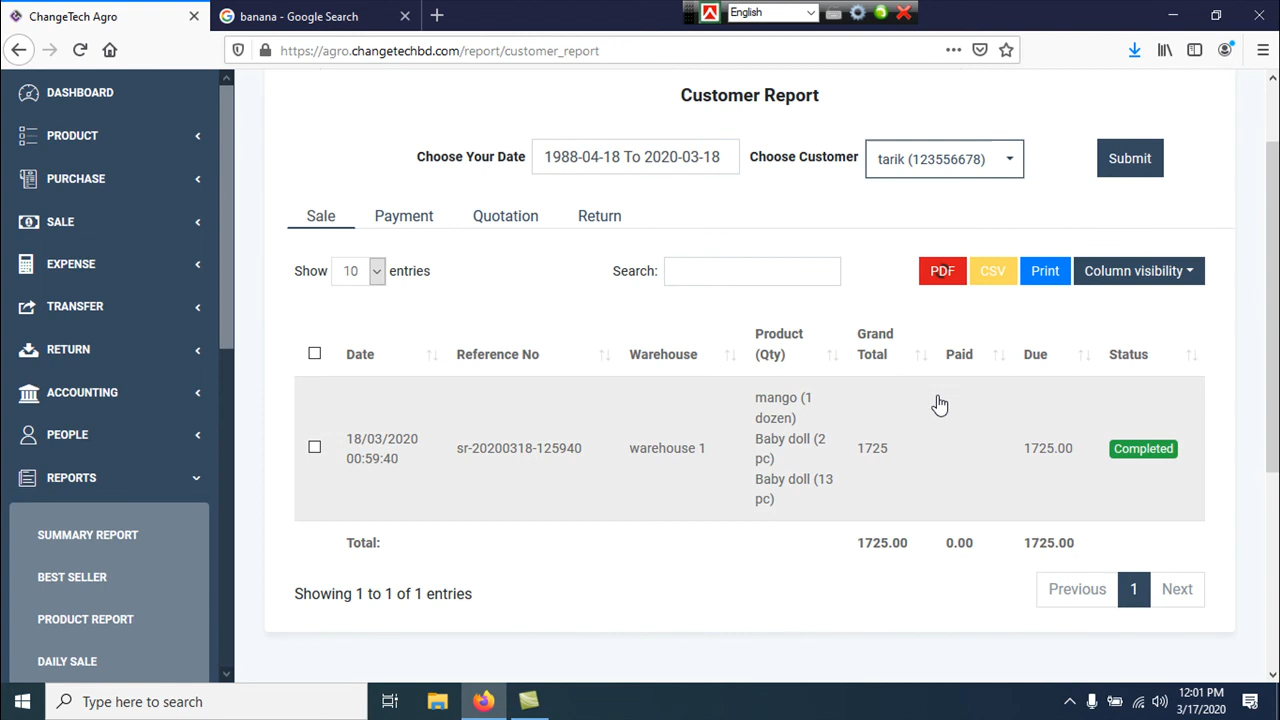 ChangeTech Agro
banana - Google Search
English
https://agro.changetechbd.com/report/customer_report
DASHBOARD
PRODUCT
PURCHASE
SALE
EXPENSE
TRANSFER
RETURN
ACCOUNTING
PEOPLE
REPORTS
SUMMARY REPORT
BEST SELLER
PRODUCT REPORT
DAILY SALE
Customer Report
Choose Your Date 1988-04-18 To 2020-03-18 Choose Customer tarik (123556678) Submit
Sale Payment Quotation Return
Show 10 entries Search: PDF CSV Print Column visibility
Date Reference No Warehouse Product (Qty) Grand Total Paid Due Status
18/03/2020 00:59:40 sr-20200318-125940 warehouse 1 mango (1 dozen) Baby doll (2 pc) Baby doll (13 pc) 1725 1725.00 Completed
Total: 1725.00 0.00 1725.00
Showing 1 to 1 of 1 entries Previous 1 Next
Type here to search
12:01 PM
3/17/2020